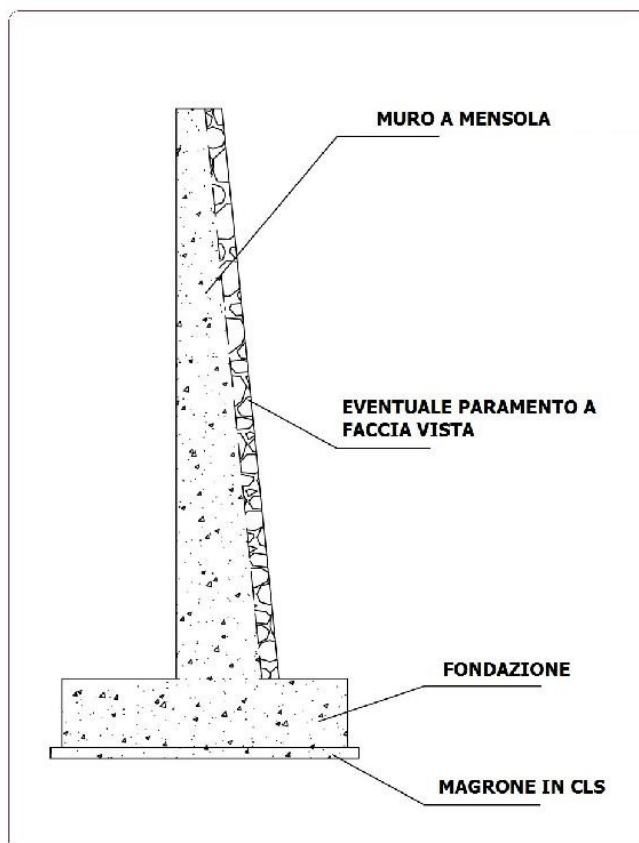 MURO A MENSOLA
EVENTUALE PARAMENTO A
FACCIA VISTA
FONDAZIONE
MAGRONE IN CLS